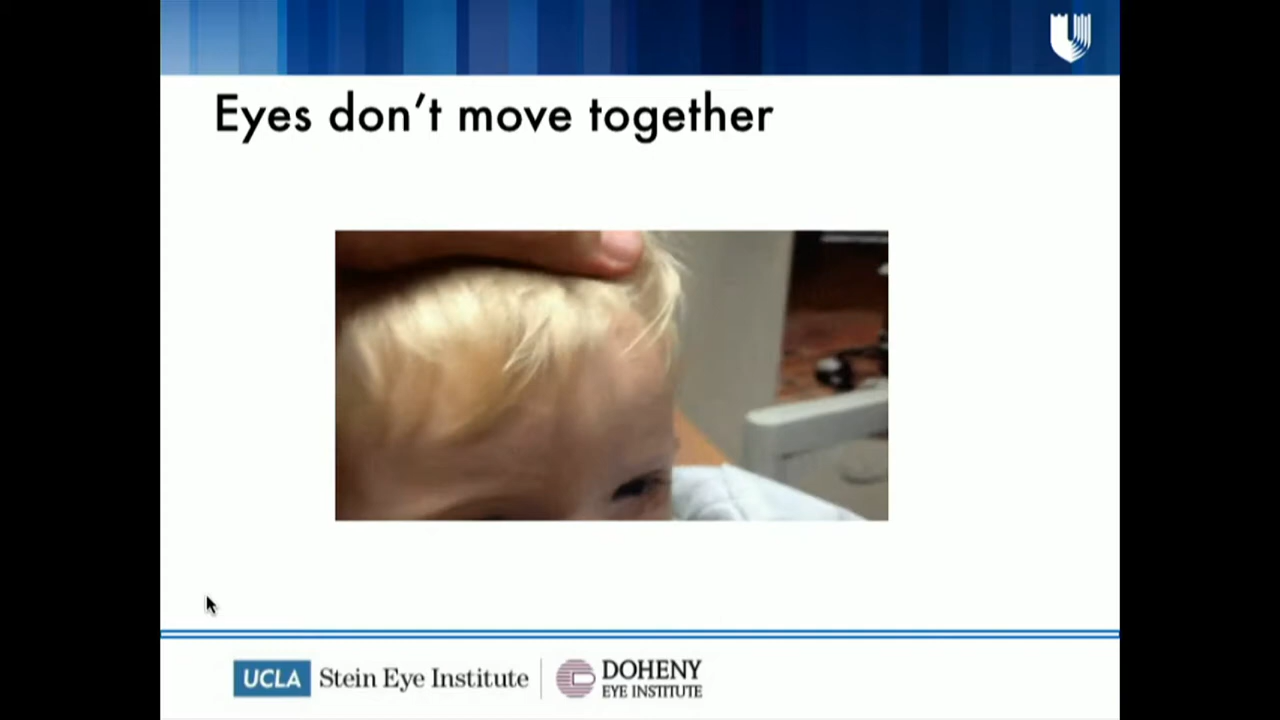 Eyes don't move together
UCLA Stein Eye Institute
DOHENY
EYE INSTITUTE